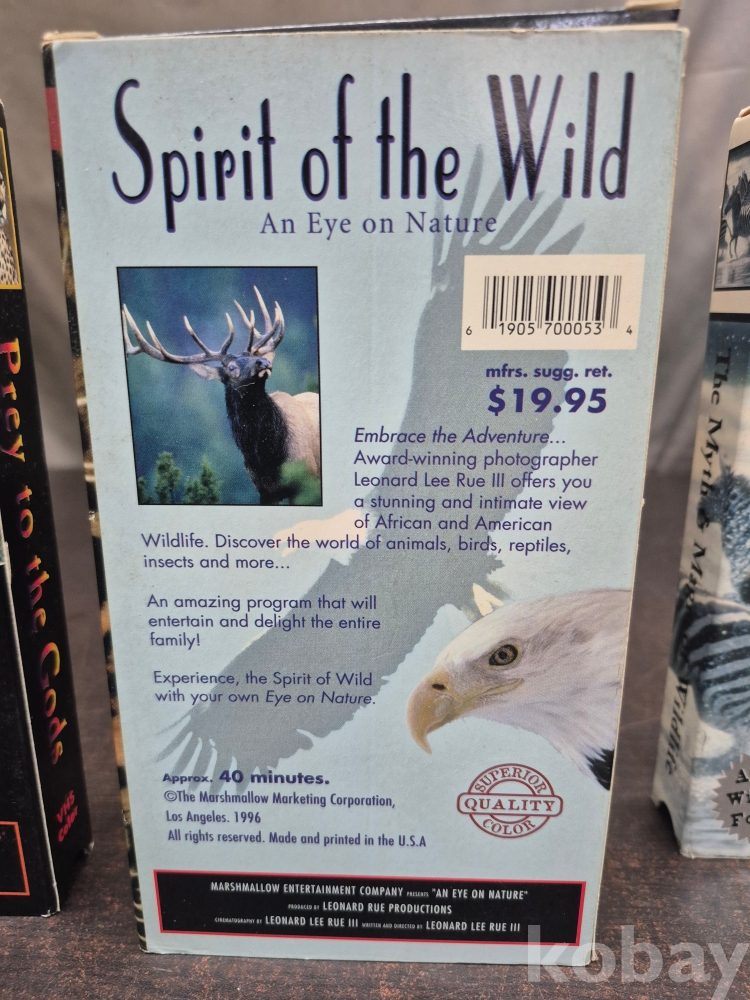 Spirit of the Wild
An Eye on Nature
6 1905 70005 3 4
mfrs. sugg. ret.
$19.95
Embrace the Adventure...
Award-winning photographer
Leonard Lee Rue III offers you
a stunning and intimate view
of African and American
Wildlife. Discover the world of animals, birds, reptiles,
insects and more...
An amazing program that will
entertain and delight the entire
family!
Experience, the Spirit of Wild
with your own Eye on Nature.
Approx. 40 minutes.
©The Marshmallow Marketing Corporation,
Los Angeles. 1996
All rights reserved. Made and printed in the U.S.A
SUPERIOR
QUALITY
COLOR
MARSHMALLOW ENTERTAINMENT COMPANY PRESENTS "AN EYE ON NATURE"
PRODUCED BY LEONARD RUE PRODUCTIONS
CINEMATOGRAPHY BY LEONARD LEE RUE III WRITTEN AND DIRECTED BY LEONARD LEE RUE III
Prey to the Gods
VHS
Color
The Myth &
Wildlife
kobay